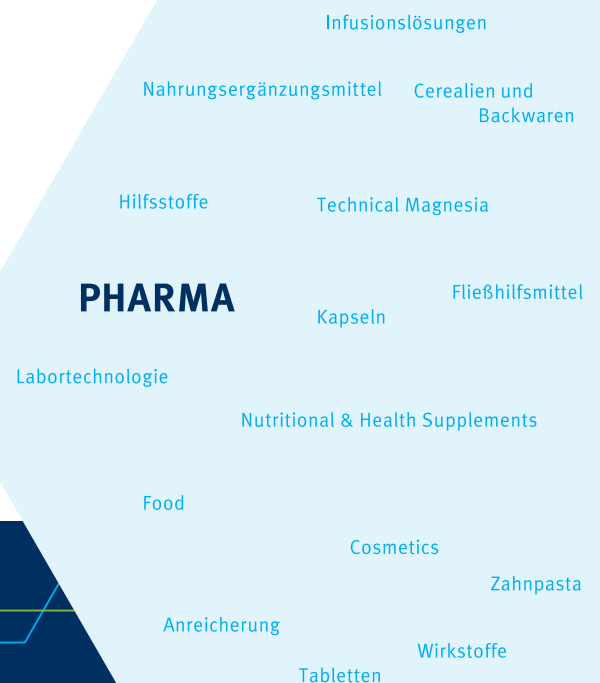 Infusionslösungen
Nahrungsergänzungsmittel
Cerealien und
Backwaren
Hilfsstoffe
Technical Magnesia
PHARMA
Fließhilfsmittel
Kapseln
Labortechnologie
Nutritional & Health Supplements
Food
Cosmetics
Zahnpasta
Anreicherung
Wirkstoffe
Tabletten